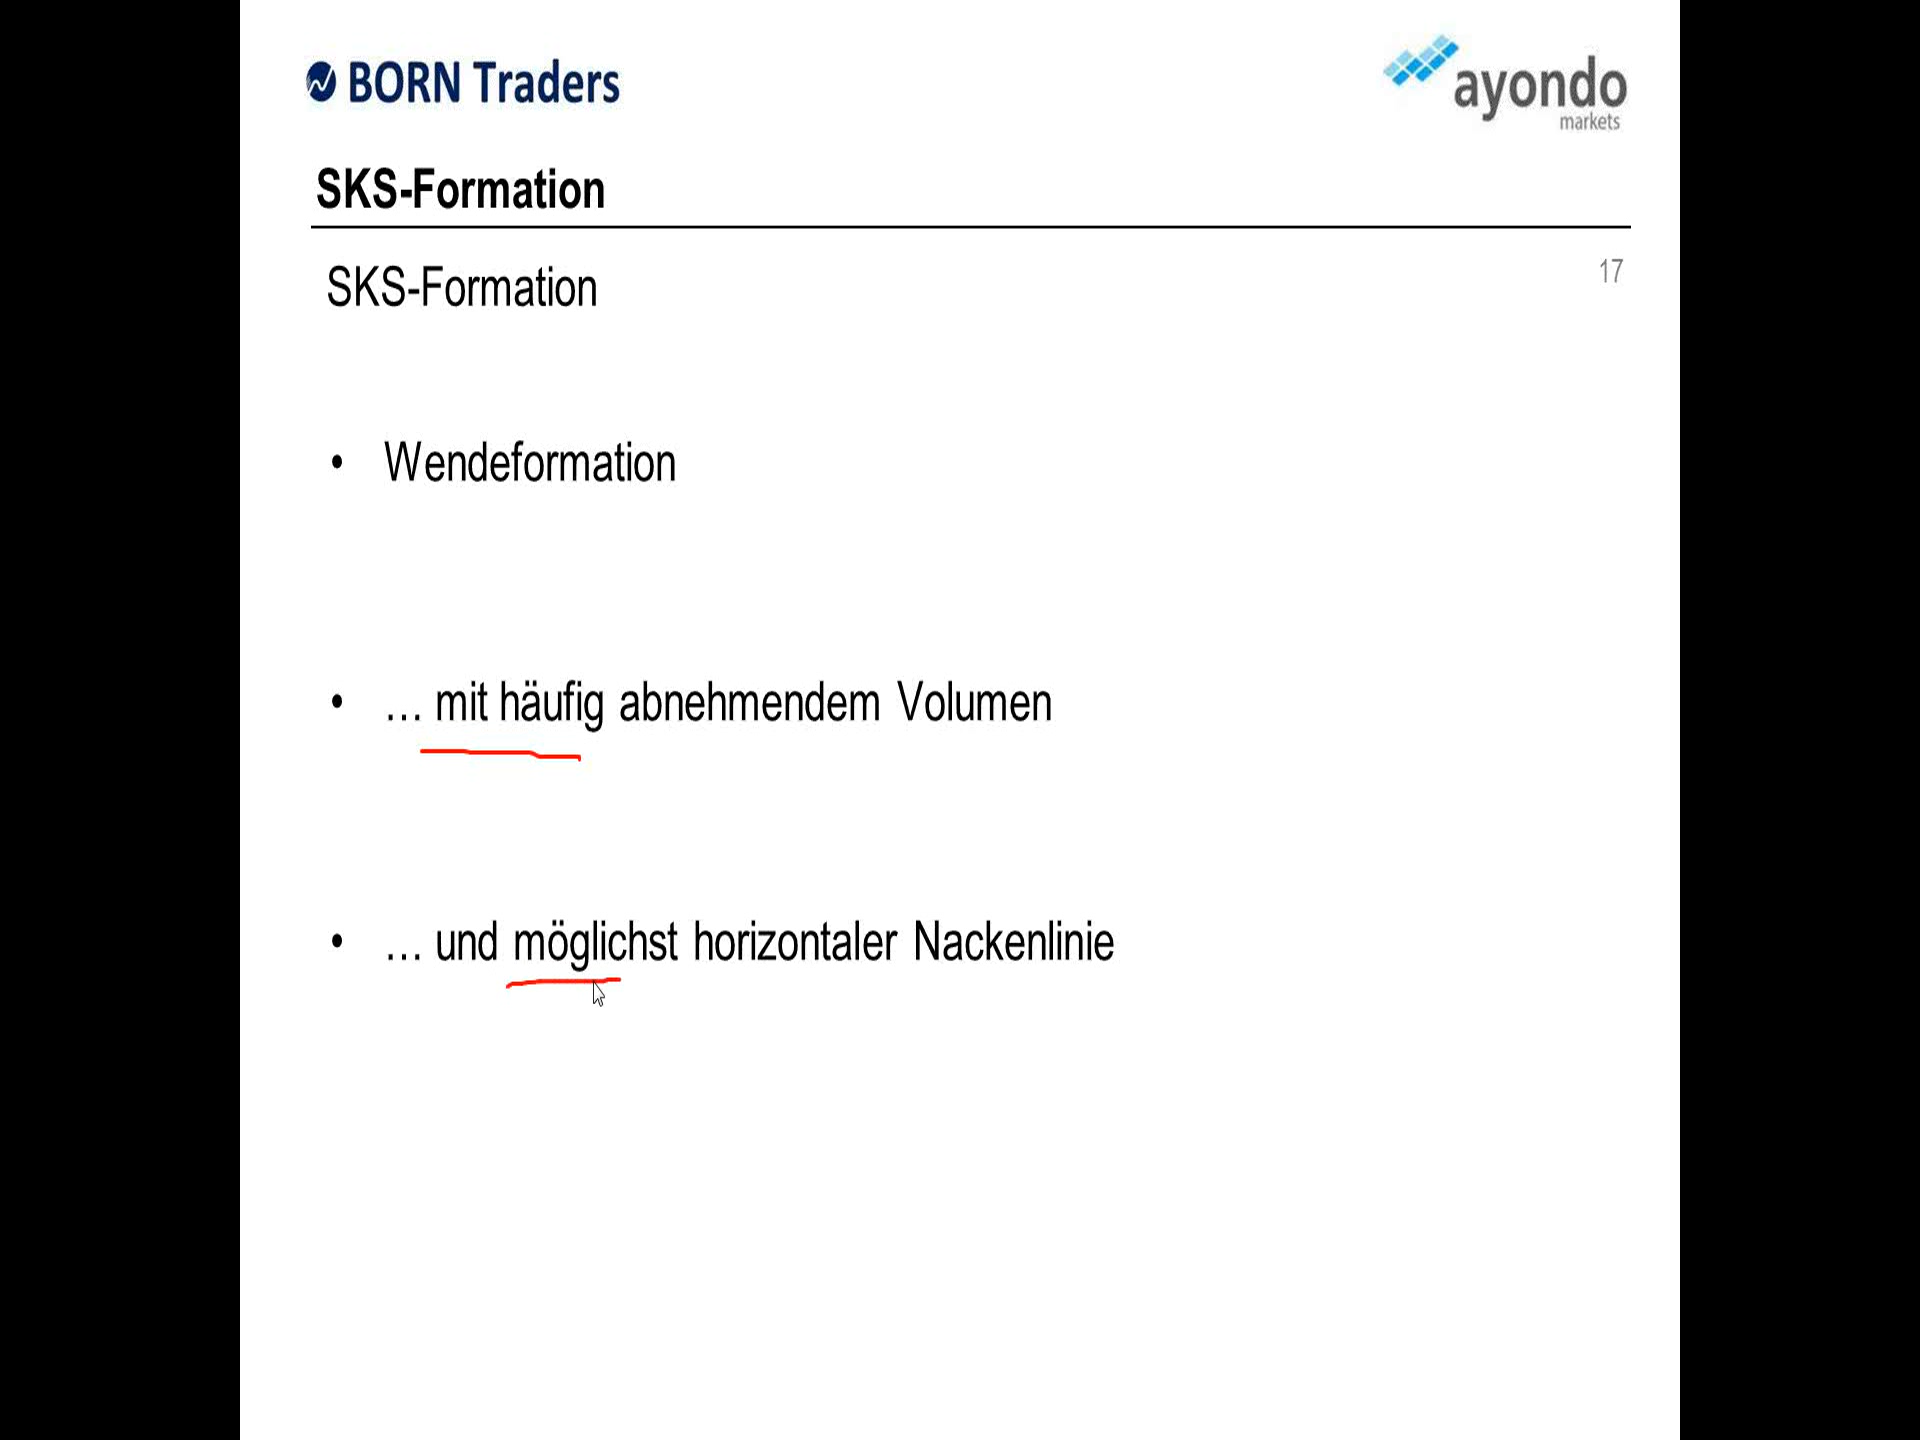 BORN Traders
ayondo
markets
SKS-Formation
SKS-Formation
17
• Wendeformation
• … mit häufig abnehmendem Volumen
• … und möglichst horizontaler Nackenlinie